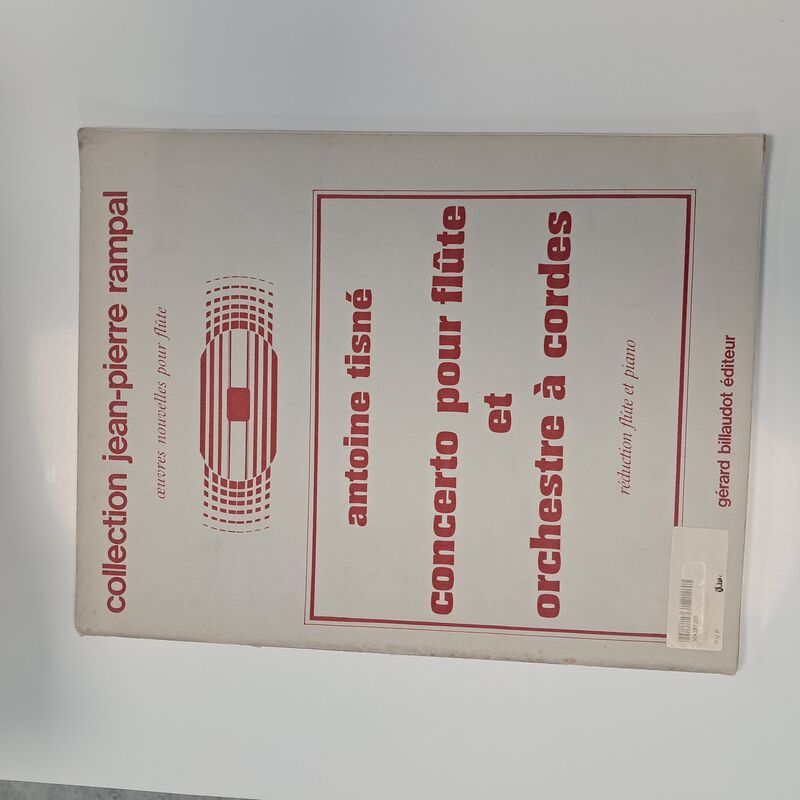 collection jean-pierre rampal
œuvres nouvelles pour flûte
antoine tisné
concerto pour flûte
et
orchestre à cordes
réduction flûte et piano
gérard billaudot éditeur
P.V.P.